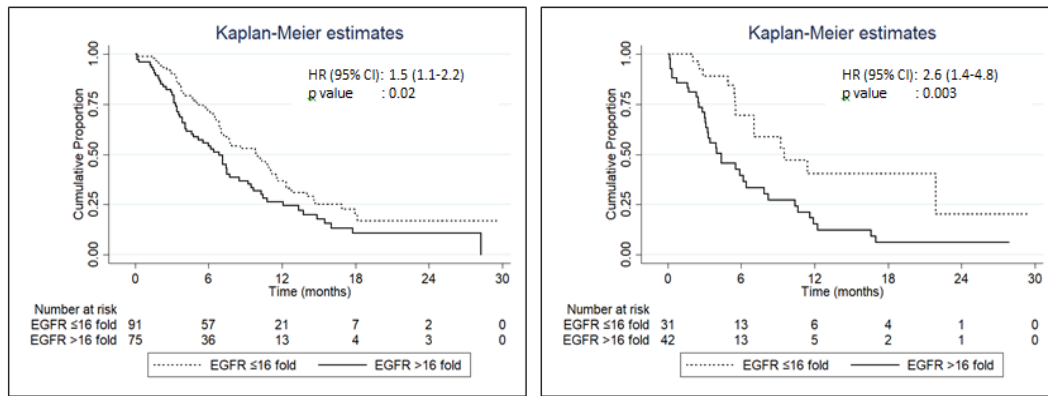 Kaplan-Meier estimates
HR (95% CI): 1.5 (1.1-2.2)
p value : 0.02
Cumulative Proportion
1.00
0.75
0.50
0.25
0.00
0 6 12 18 24 30
Time (months)
Number at risk
EGFR ≤16 fold 91 57 21 7 2 0
EGFR >16 fold 75 36 13 4 3 0
EGFR ≤16 fold EGFR >16 fold
Kaplan-Meier estimates
HR (95% CI): 2.6 (1.4-4.8)
p value : 0.003
Cumulative Proportion
1.00
0.75
0.50
0.25
0.00
0 6 12 18 24 30
Time (months)
Number at risk
EGFR ≤16 fold 31 13 6 4 1 0
EGFR >16 fold 42 13 5 2 1 0
EGFR ≤16 fold EGFR >16 fold